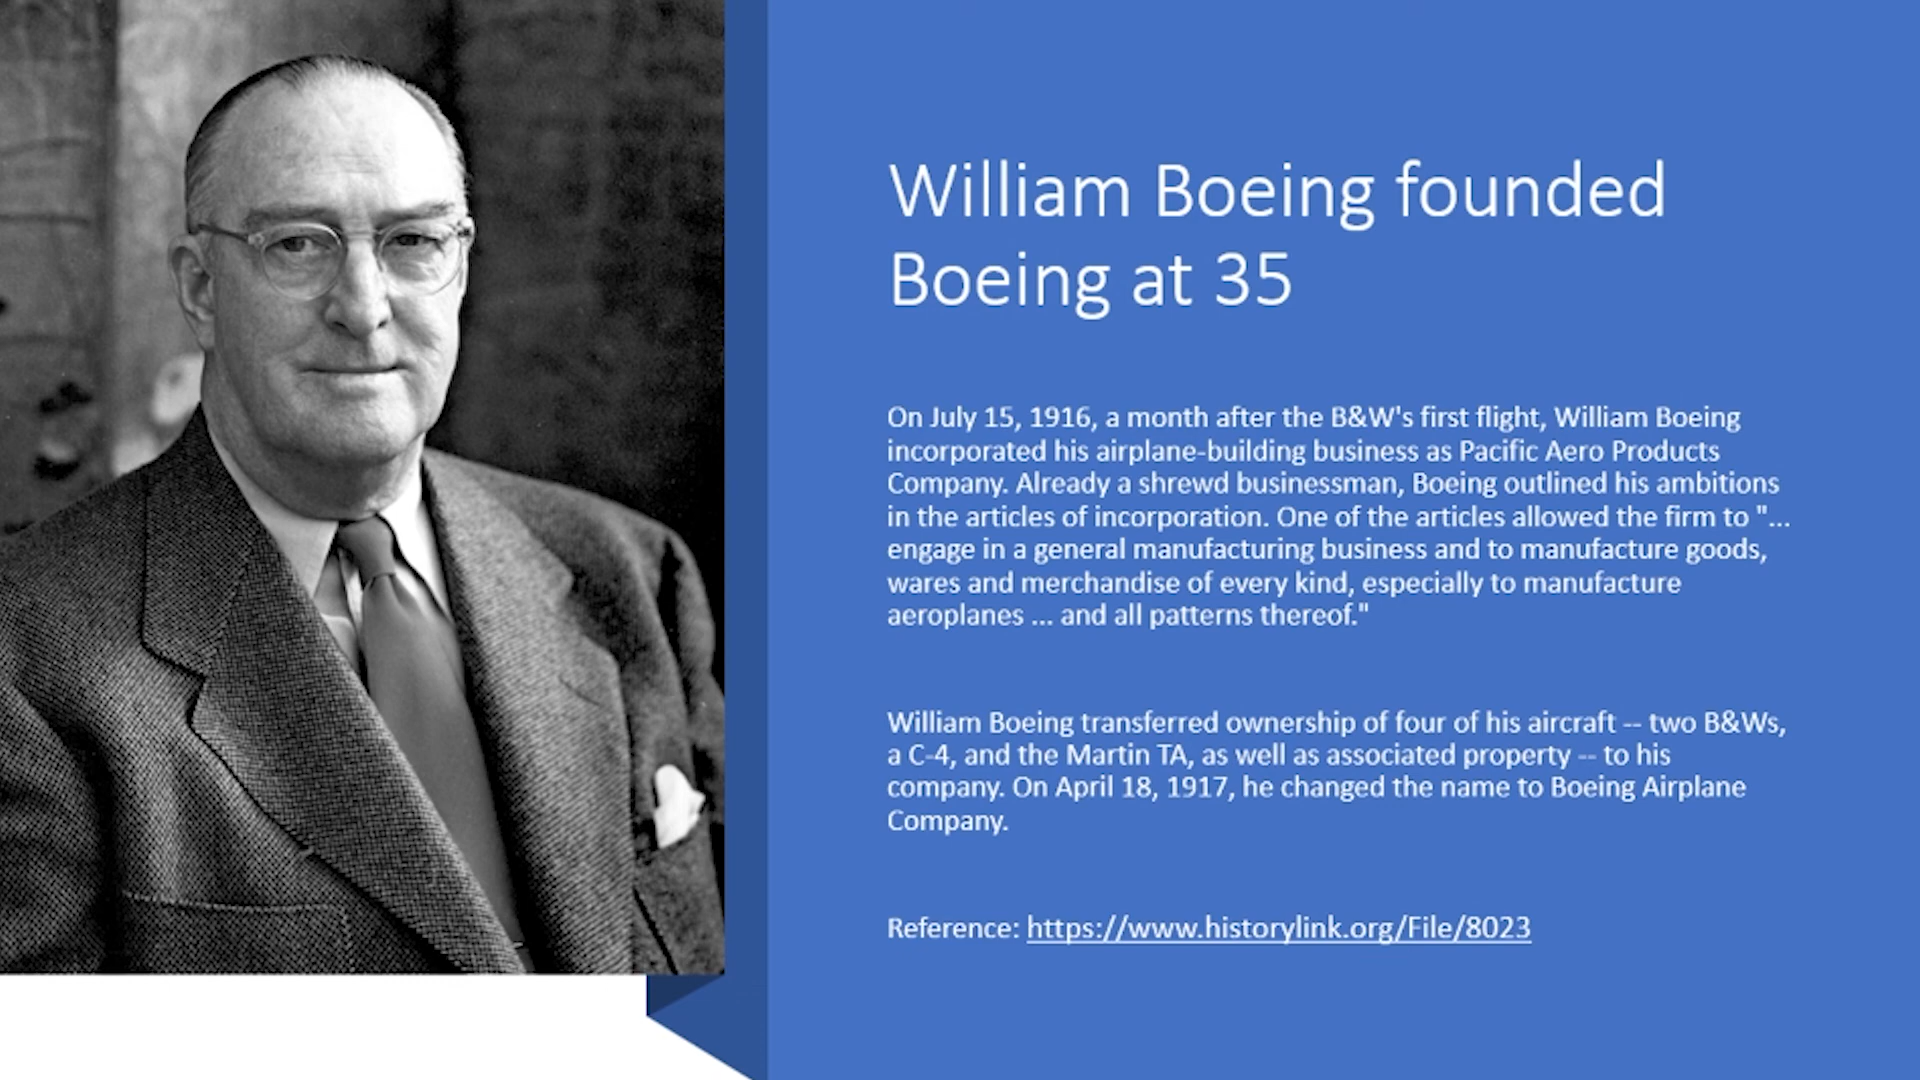 William Boeing founded
Boeing at 35
On July 15, 1916, a month after the B&W's first flight, William Boeing
incorporated his airplane-building business as Pacific Aero Products
Company. Already a shrewd businessman, Boeing outlined his ambitions
in the articles of incorporation. One of the articles allowed the firm to "...
engage in a general manufacturing business and to manufacture goods,
wares and merchandise of every kind, especially to manufacture
aeroplanes ... and all patterns thereof."
William Boeing transferred ownership of four of his aircraft -- two B&Ws,
a C-4, and the Martin TA, as well as associated property -- to his
company. On April 18, 1917, he changed the name to Boeing Airplane
Company.
Reference: https://www.historylink.org/File/8023